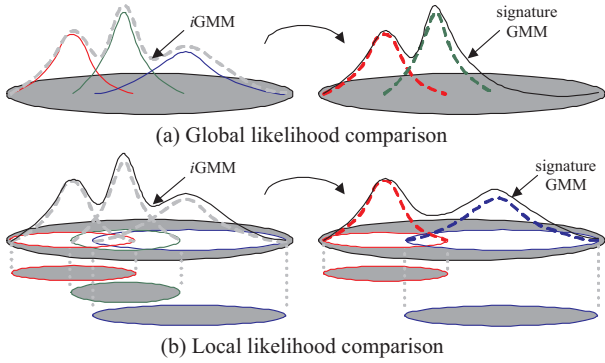 iGMM
signature
GMM
(a) Global likelihood comparison
iGMM
signature
GMM
(b) Local likelihood comparison